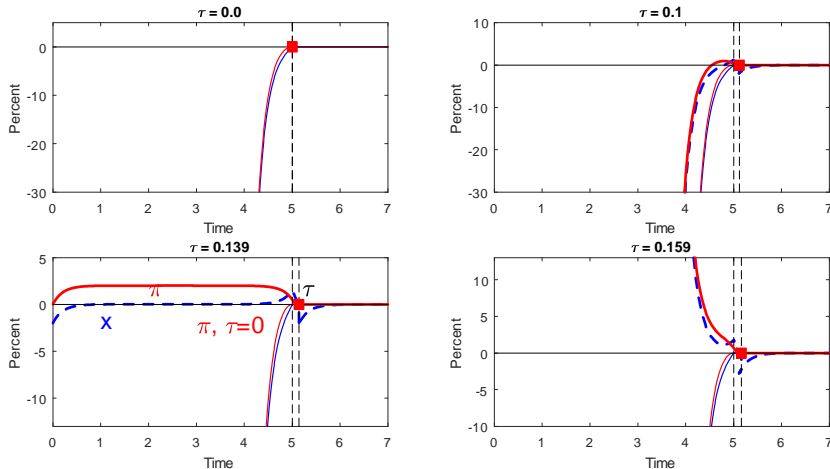 τ = 0.0
0
-10
-20
-30
Percent
0 1 2 3 4 5 6 7
Time
τ = 0.1
10
0
-10
-20
-30
Percent
0 1 2 3 4 5 6 7
Time
τ = 0.139
5
0
-5
-10
Percent
π
τ
x
π, τ=0
0 1 2 3 4 5 6 7
Time
τ = 0.159
10
5
0
-5
-10
Percent
0 1 2 3 4 5 6 7
Time